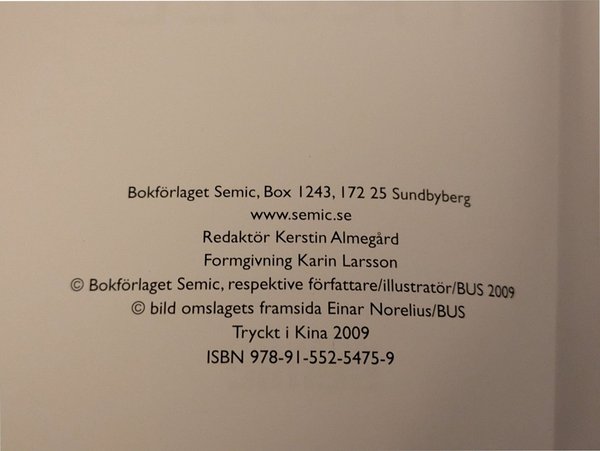 Bokförlaget Semic, Box 1243, 172 25 Sundbyberg
www.semic.se
Redaktör Kerstin Almegård
Formgivning Karin Larsson
© Bokförlaget Semic, respektive författare/illustratör/BUS 2009
© bild omslagets framsida Einar Norelius/BUS
Tryckt i Kina 2009
ISBN 978-91-552-5475-9